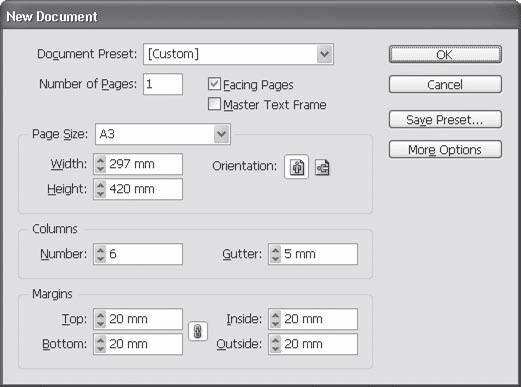 New Document
Document Preset: [Custom]
OK
Number of Pages: 1
Facing Pages
Cancel
Master Text Frame
Save Preset...
Page Size: A3
More Options
Width: 297 mm
Orientation:
Height: 420 mm
Columns
Number: 6
Gutter: 5 mm
Margins
Top: 20 mm
Inside: 20 mm
Bottom: 20 mm
Outside: 20 mm